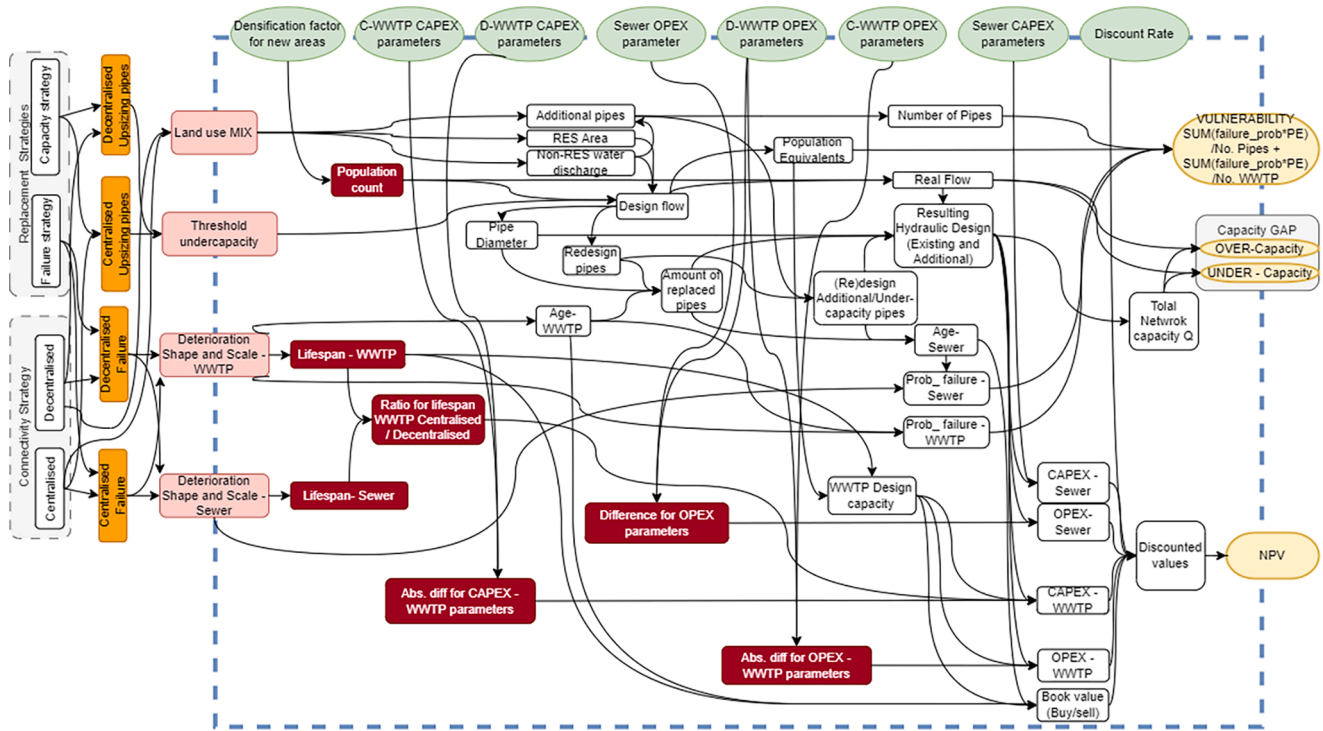 Densification factor
for new areas
C-WWTP CAPEX
parameters
D-WWTP CAPEX
parameters
Sewer OPEX
parameter
D-WWTP OPEX
parameters
C-WWTP OPEX
parameters
Sewer CAPEX
parameters
Discount Rate
Replacement Strategies
Capacity strategy
Failure strategy
Connectivity Strategy
Decentralised
Centralised
Decentralised
Upsizing pipes
Centralised
Upsizing pipes
Decentralised
Failure
Centralised
Failure
Land use MIX
Threshold
undercapacity
Deterioration
Shape and Scale -
WWTP
Deterioration
Shape and Scale -
Sewer
Population
count
Lifespan - WWTP
Ratio for lifespan
WWTP Centralised
/ Decentralised
Lifespan- Sewer
Abs. diff for CAPEX -
WWTP parameters
Additional pipes
RES Area
Non-RES water
discharge
Design flow
Pipe
Diameter
Redesign
pipes
Age-
WWTP
Amount of
replaced
pipes
Difference for OPEX
parameters
Abs. diff for OPEX -
WWTP parameters
Population
Equivalents
(Re)design
Additional/Under-
capacity pipes
WWTP Design
capacity
Number of Pipes
Real Flow
Resulting
Hydraulic Design
(Existing and
Additional)
Age-
Sewer
Prob_ failure -
Sewer
Prob_ failure -
WWTP
CAPEX -
Sewer
OPEX-
Sewer
CAPEX -
WWTP
OPEX -
WWTP
Book value
(Buy/sell)
Total
Netwrok
capacity Q
Discounted
values
VULNERABILITY
SUM(failure_prob*PE)
/No. Pipes +
SUM(failure_prob*PE)
/No. WWTP
Capacity GAP
OVER-Capacity
UNDER - Capacity
NPV